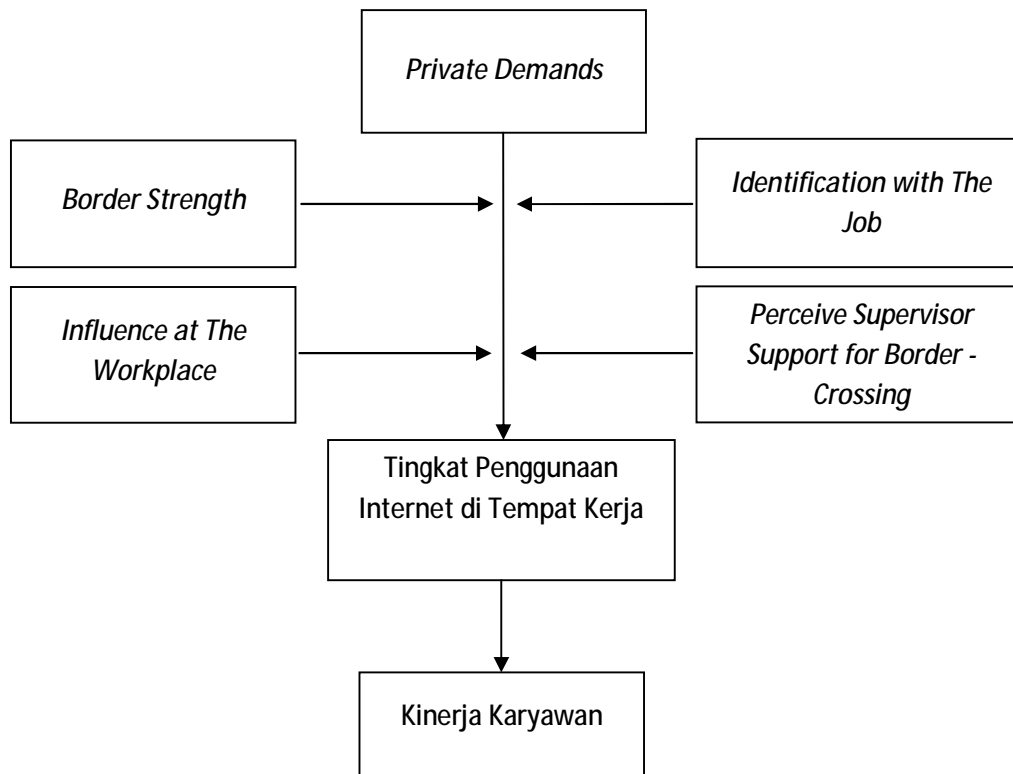 Private Demands
Border Strength
Identification with The
Job
Influence at The
Workplace
Perceive Supervisor
Support for Border -
Crossing
Tingkat Penggunaan
Internet di Tempat Kerja
Kinerja Karyawan